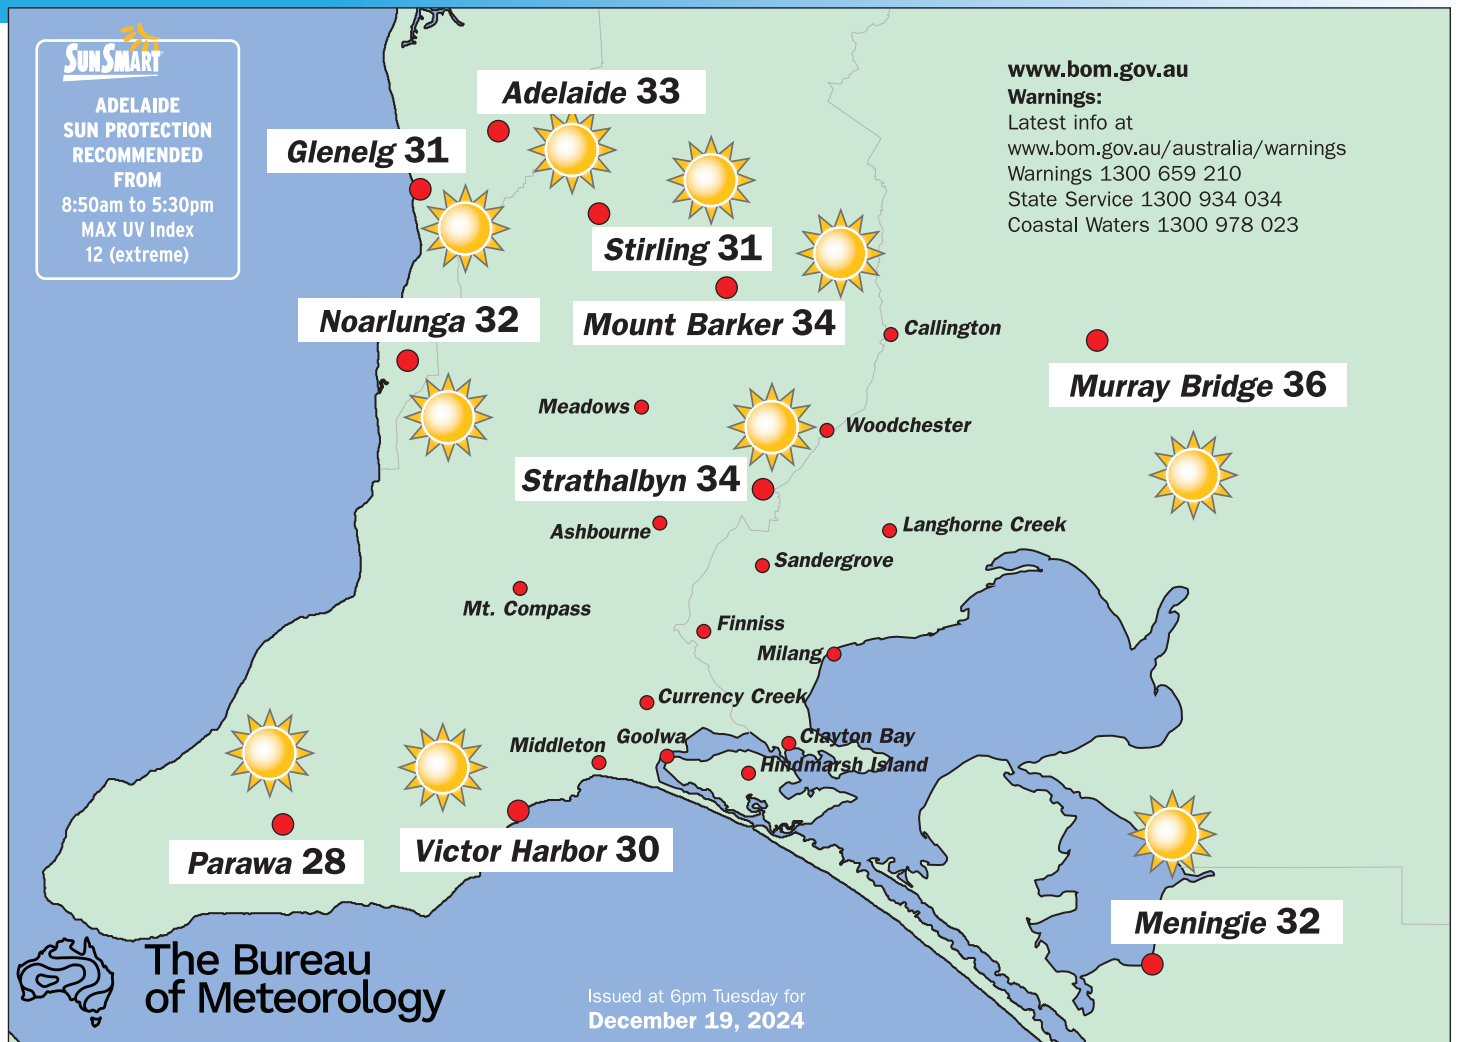 SUNSMART
ADELAIDE
SUN PROTECTION
RECOMMENDED
FROM
8:50am to 5:30pm
MAX UV Index
12 (extreme)
www.bom.gov.au
Warnings:
Latest info at
www.bom.gov.au/australia/warnings
Warnings 1300 659 210
State Service 1300 934 034
Coastal Waters 1300 978 023
Adelaide 33
Glenelg 31
Stirling 31
Noarlunga 32
Mount Barker 34
Callington
Murray Bridge 36
Meadows
Woodchester
Strathalbyn 34
Ashbourne
Langhorne Creek
Sandergrove
Mt. Compass
Finniss
Milang
Currency Creek
Middleton
Goolwa
Clayton Bay
Hindmarsh Island
Parawa 28
Victor Harbor 30
Meningie 32
The Bureau
of Meteorology
Issued at 6pm Tuesday for
December 19, 2024